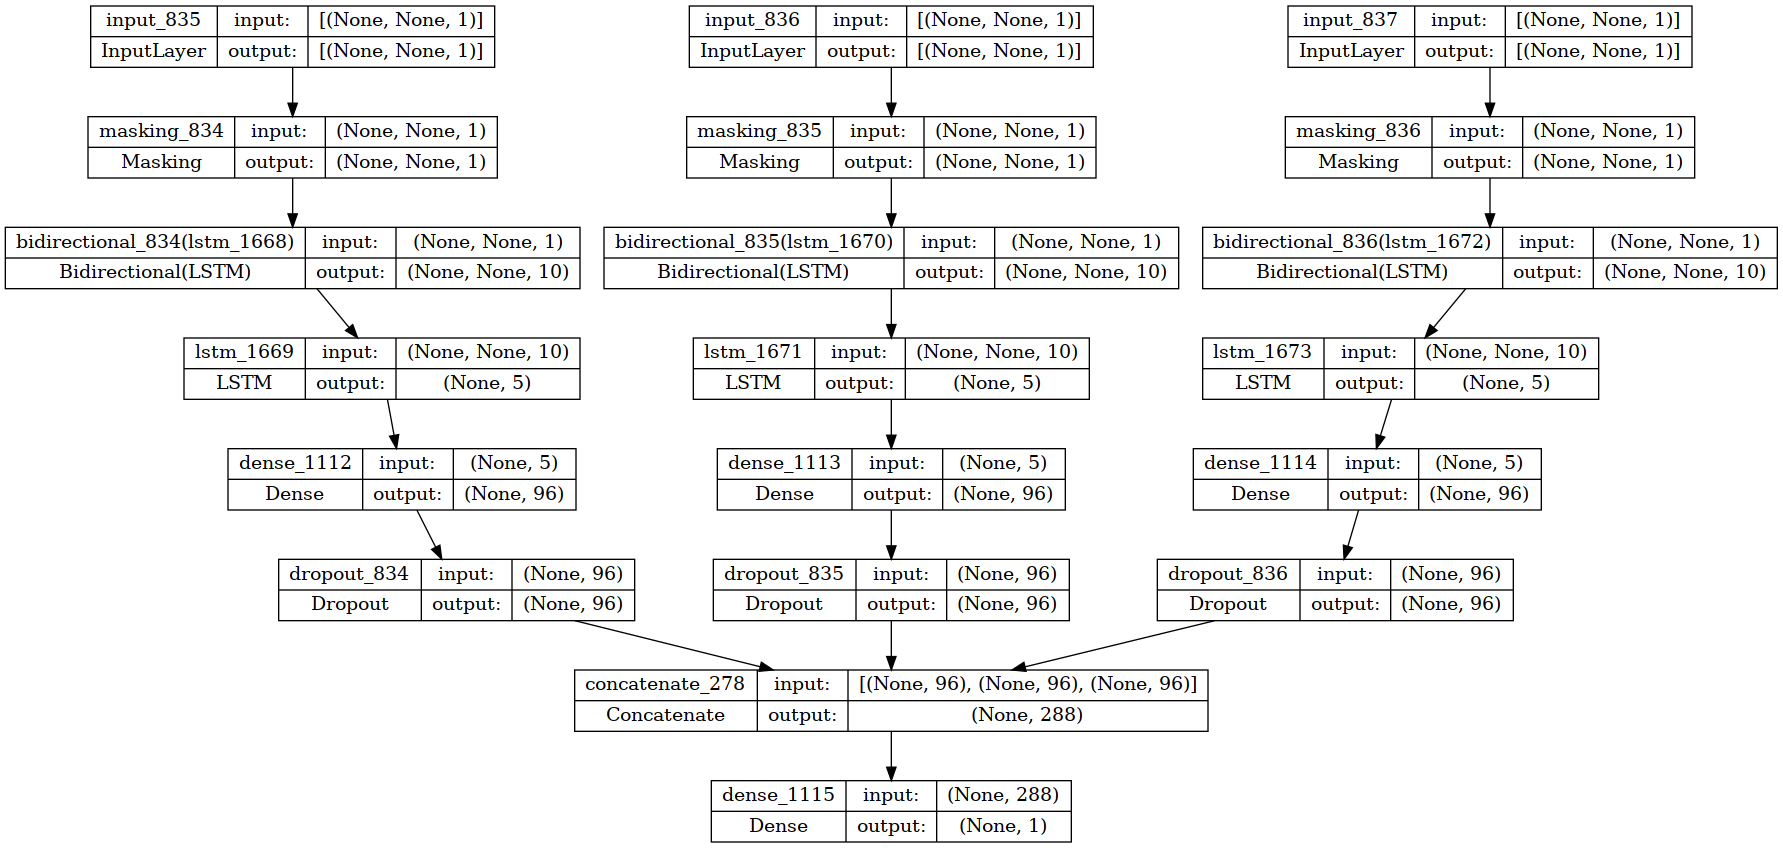 input_835 input: [(None, None, 1)]
InputLayer output: [(None, None, 1)]
input_836 input: [(None, None, 1)]
InputLayer output: [(None, None, 1)]
input_837 input: [(None, None, 1)]
InputLayer output: [(None, None, 1)]
masking_834 input: (None, None, 1)
Masking output: (None, None, 1)
masking_835 input: (None, None, 1)
Masking output: (None, None, 1)
masking_836 input: (None, None, 1)
Masking output: (None, None, 1)
bidirectional_834(lstm_1668) input: (None, None, 1)
Bidirectional(LSTM) output: (None, None, 10)
bidirectional_835(lstm_1670) input: (None, None, 1)
Bidirectional(LSTM) output: (None, None, 10)
bidirectional_836(lstm_1672) input: (None, None, 1)
Bidirectional(LSTM) output: (None, None, 10)
lstm_1669 input: (None, None, 10)
LSTM output: (None, 5)
lstm_1671 input: (None, None, 10)
LSTM output: (None, 5)
lstm_1673 input: (None, None, 10)
LSTM output: (None, 5)
dense_1112 input: (None, 5)
Dense output: (None, 96)
dense_1113 input: (None, 5)
Dense output: (None, 96)
dense_1114 input: (None, 5)
Dense output: (None, 96)
dropout_834 input: (None, 96)
Dropout output: (None, 96)
dropout_835 input: (None, 96)
Dropout output: (None, 96)
dropout_836 input: (None, 96)
Dropout output: (None, 96)
concatenate_278 input: [(None, 96), (None, 96), (None, 96)]
Concatenate output: (None, 288)
dense_1115 input: (None, 288)
Dense output: (None, 1)